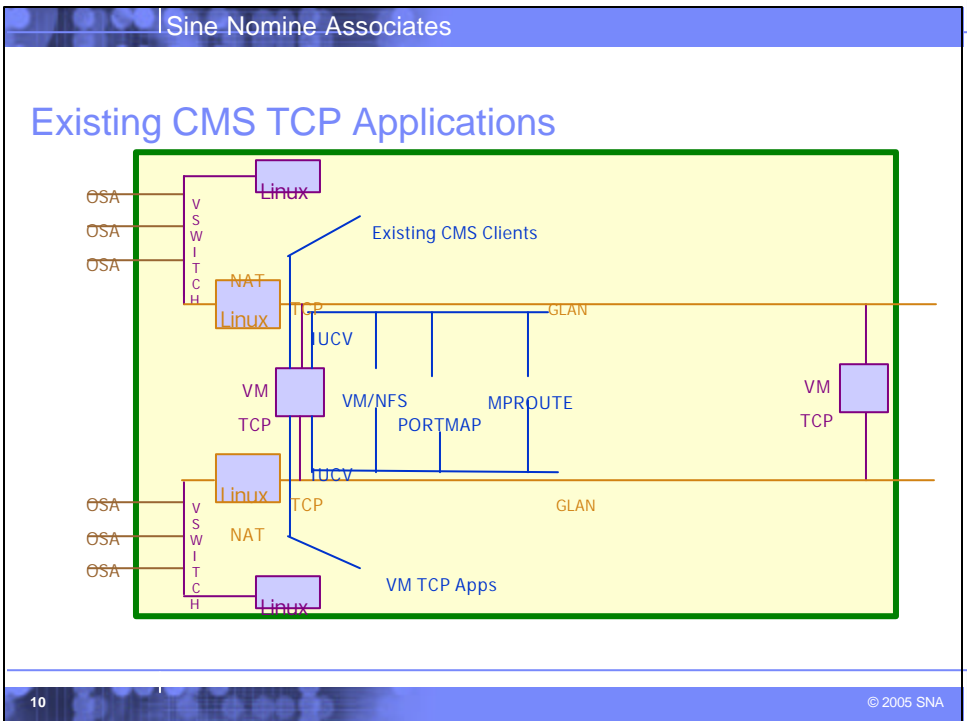 Sine Nomine Associates
Existing CMS TCP Applications
Linux
OSA
OSA
OSA
VSWITCH
Existing CMS Clients
NAT
Linux
TCP
GLAN
IUCV
VM
TCP
VM/NFS
PORTMAP
MPROUTE
VM
TCP
IUCV
Linux
TCP
GLAN
NAT
OSA
OSA
OSA
VSWITCH
VM TCP Apps
Linux
10
© 2005 SNA